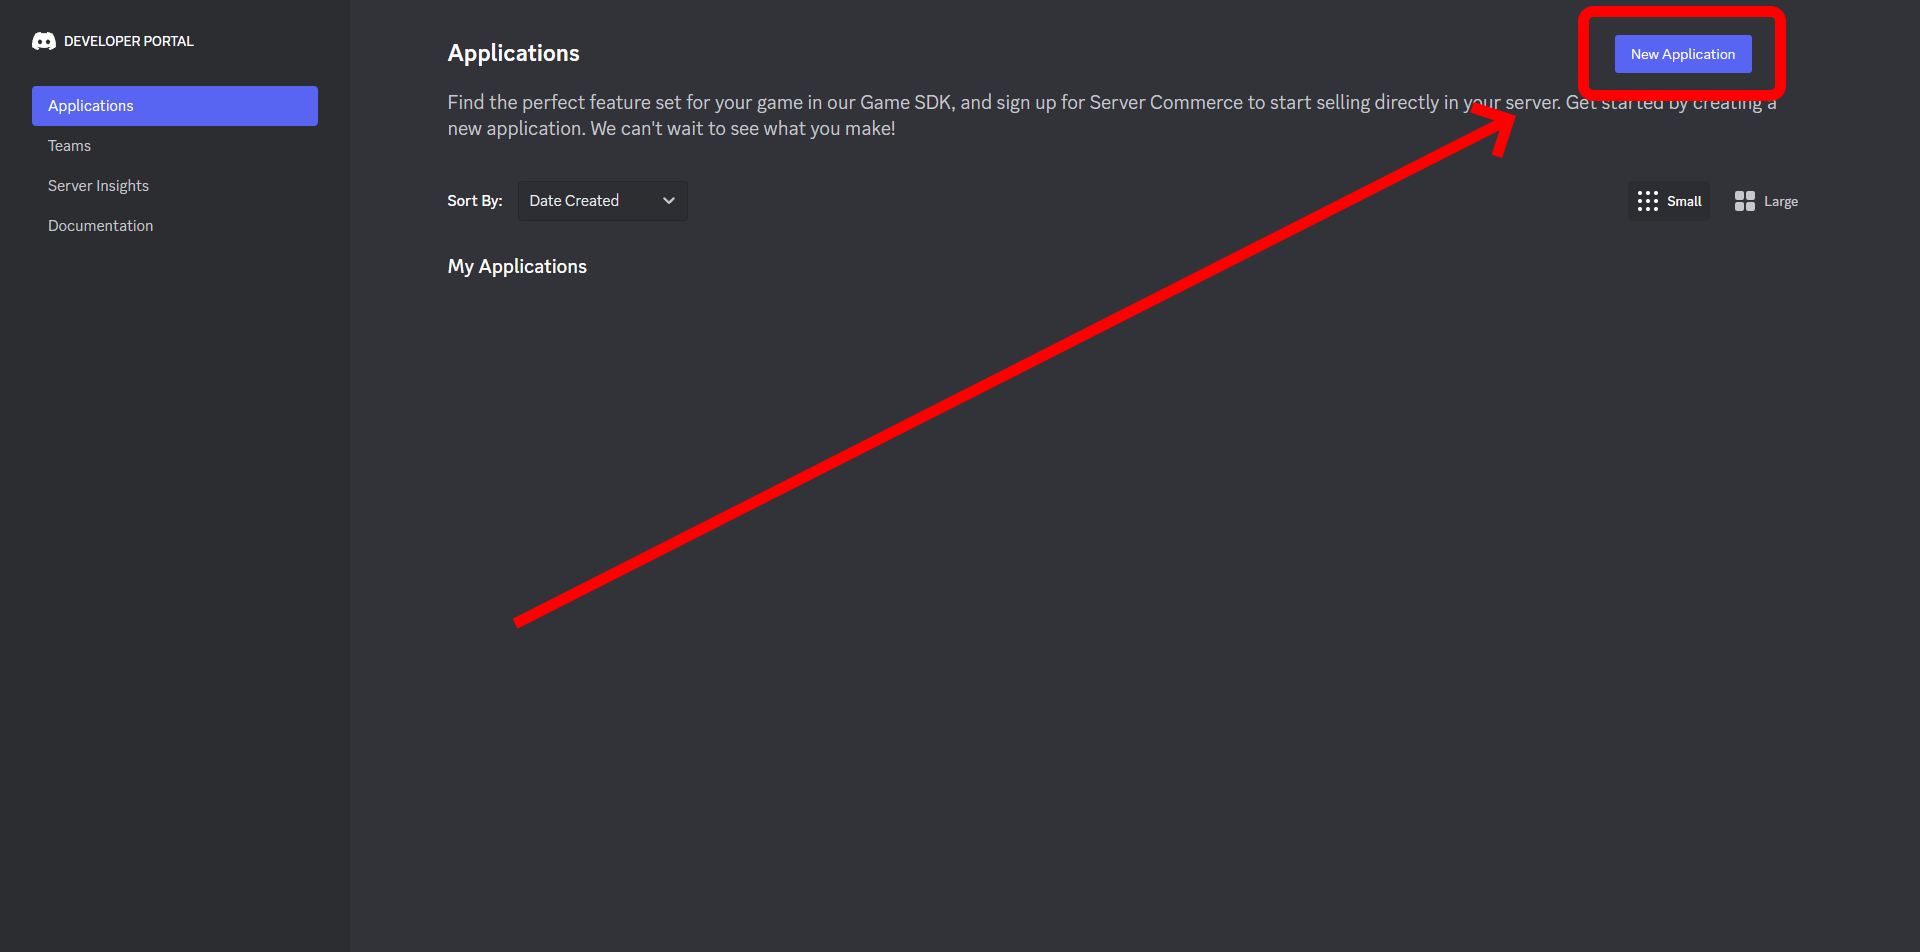 DEVELOPER PORTAL
Applications
Teams
Server Insights
Documentation
Applications
New Application
Find the perfect feature set for your game in our Game SDK, and sign up for Server Commerce to start selling directly in your server. Get started by creating a
new application. We can't wait to see what you make!
Sort By: Date Created
Small Large
My Applications